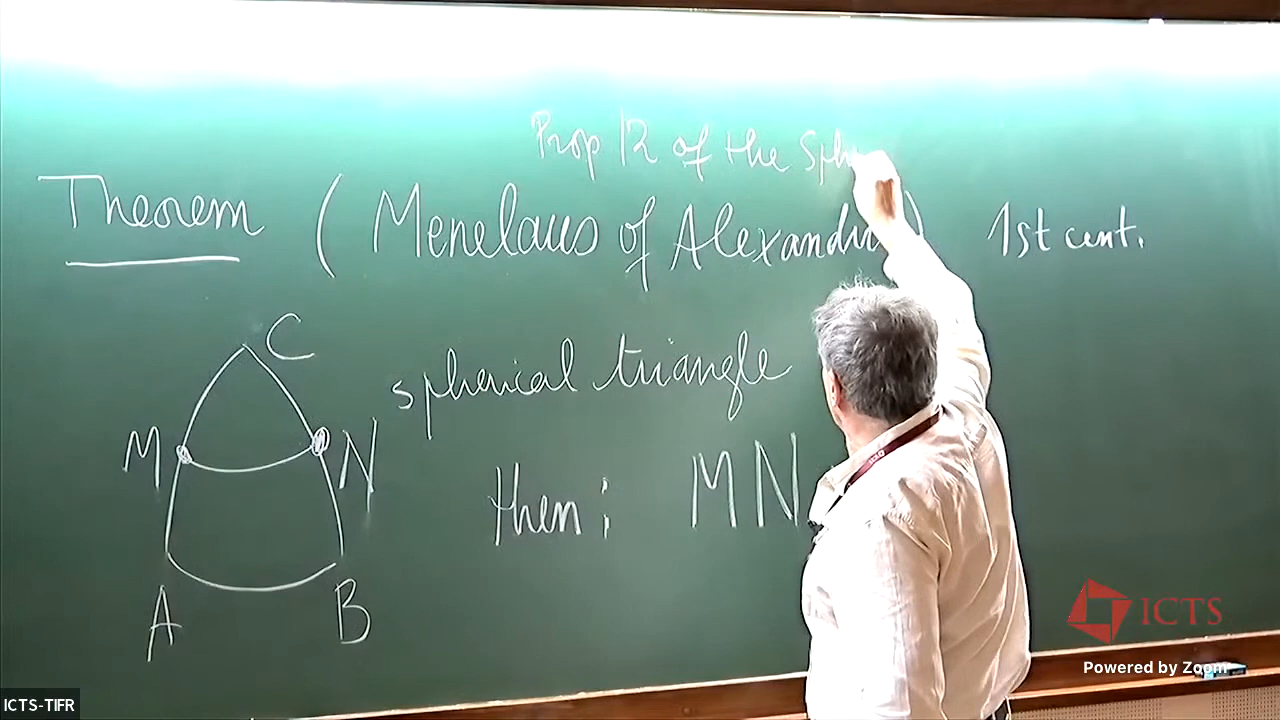 Prop 12 of the Sph
Theorem ( Menelaus of Alexandria ) 1st cent.
C
spherical triangle
M N
then : MN
A B
ICTS
Powered by Zoom
ICTS-TIFR